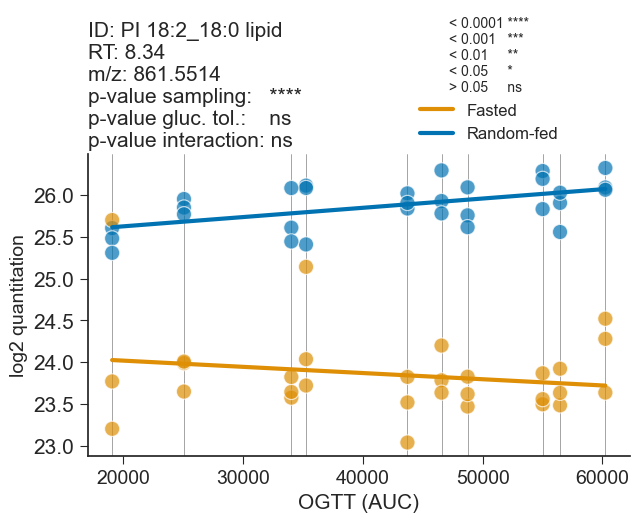 ID: PI 18:2_18:0 lipid
RT: 8.34
m/z: 861.5514
p-value sampling: ****
p-value gluc. tol.: ns
p-value interaction: ns
< 0.0001 ****
< 0.001 ***
< 0.01 **
< 0.05 *
> 0.05 ns
Fasted
Random-fed
log2 quantitation
26.0
25.5
25.0
24.5
24.0
23.5
23.0
20000 30000 40000 50000 60000
OGTT (AUC)